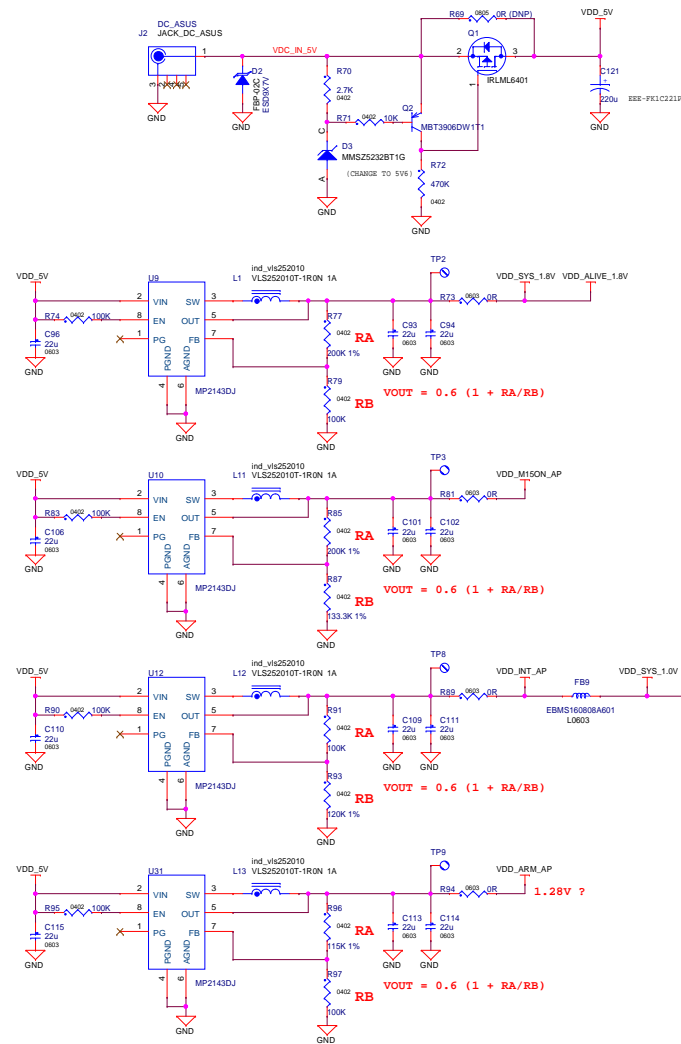 DC_ASUS
J2 JACK_DC_ASUS
1
3
2
4
5
GND
VDC_IN_5V
D2
FBP-02C
ESD9X7V
GND
R70
2.7K
0402
R71 0402 10K
C
D3
MMSZ5232BT1G
A
(CHANGE TO 5V6)
GND
R69 0805 0R (DNP)
Q1
2
3
1
IRLML6401
Q2
MBT3906DW1T1
R72
470K
0402
GND
VDD_5V
C121
220u
EEE-FK1C221P
GND
VDD_5V
R74 0402 100K
C96
22u
0603
GND
U9
2 VIN SW 3
8 EN OUT 5
1 PG FB 7
PGND
AGND
4
6
MP2143DJ
GND
ind_vls252010
L1 VLS252010T-1R0N 1A
R77
0402
200K 1%
RA
R79
0402
100K
RB
GND
C93
22u
0603
GND
C94
22u
0603
GND
TP2
R73 0603 0R
VDD_SYS_1.8V VDD_ALIVE_1.8V
VOUT = 0.6 (1 + RA/RB)
VDD_5V
R83 0402 100K
C106
22u
0603
GND
U10
2 VIN SW 3
8 EN OUT 5
1 PG FB 7
PGND
AGND
4
6
MP2143DJ
GND
ind_vls252010
L11 VLS252010T-1R0N 1A
R85
0402
200K 1%
RA
R87
0402
133.3K 1%
RB
GND
C101
22u
0603
GND
C102
22u
0603
GND
TP3
R81 0603 0R
VDD_M15ON_AP
VOUT = 0.6 (1 + RA/RB)
VDD_5V
R90 0402 100K
C110
22u
0603
GND
U12
2 VIN SW 3
8 EN OUT 5
1 PG FB 7
PGND
AGND
4
6
MP2143DJ
GND
ind_vls252010
L12 VLS252010T-1R0N 1A
R91
0402
100K
RA
R93
0402
120K 1%
RB
GND
C109
22u
0603
GND
C111
22u
0603
GND
TP8
R89 0603 0R
VDD_INT_AP
FB9
EBMS160808A601
L0603
VDD_SYS_1.0V
VOUT = 0.6 (1 + RA/RB)
VDD_5V
R95 0402 100K
C115
22u
0603
GND
U31
2 VIN SW 3
8 EN OUT 5
1 PG FB 7
PGND
AGND
4
6
MP2143DJ
GND
ind_vls252010
L13 VLS252010T-1R0N 1A
R96
0402
115K 1%
RA
R97
0402
100K
RB
GND
C113
22u
0603
GND
C114
22u
0603
GND
TP9
R94 0603 0R
VDD_ARM_AP
1.28V ?
VOUT = 0.6 (1 + RA/RB)